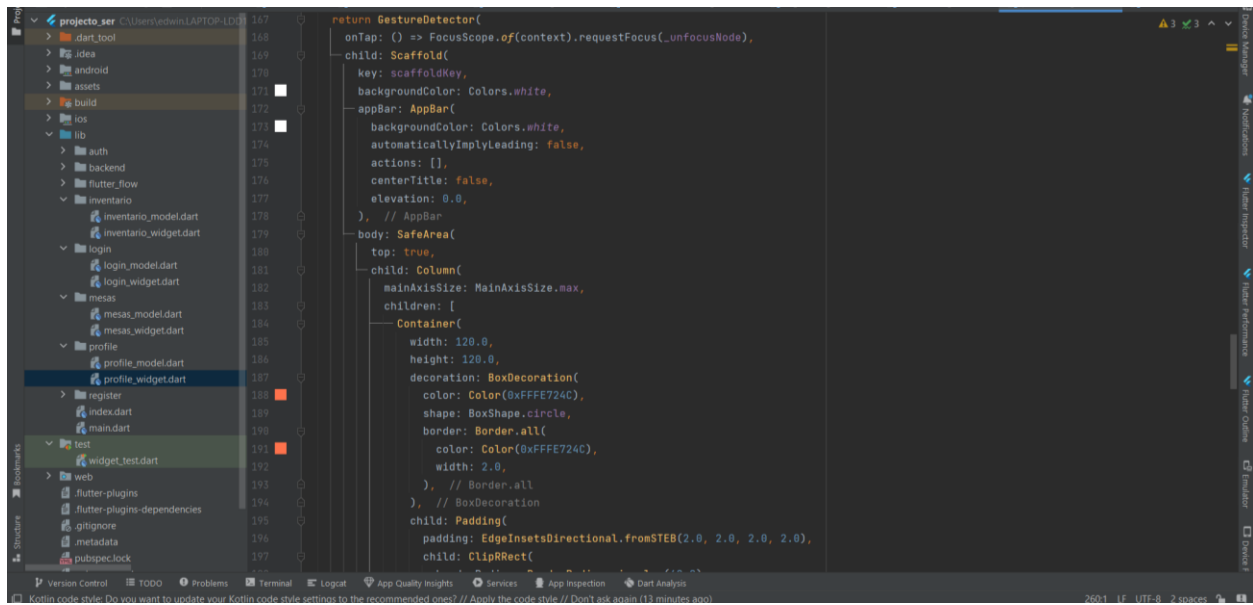 projecto_ser C:\Users\edwin.LAPTOP-LDD
.dart_tool
.idea
android
assets
build
ios
lib
auth
backend
flutter_flow
inventario
inventario_model.dart
inventario_widget.dart
login
login_model.dart
login_widget.dart
mesas
mesas_model.dart
mesas_widget.dart
profile
profile_model.dart
profile_widget.dart
register
index.dart
main.dart
test
widget_test.dart
web
.flutter-plugins
.flutter-plugins-dependencies
.gitignore
.metadata
pubspec.lock
Bookmarks
Structure
167 return GestureDetector(
168 onTap: () => FocusScope.of(context).requestFocus(_unfocusNode),
169 child: Scaffold(
170 key: scaffoldKey,
171 backgroundColor: Colors.white,
172 appBar: AppBar(
173 backgroundColor: Colors.white,
174 automaticallyImplyLeading: false,
175 actions: [],
176 centerTitle: false,
177 elevation: 0.0,
178 ), // AppBar
179 body: SafeArea(
180 top: true,
181 child: Column(
182 mainAxisSize: MainAxisSize.max,
183 children: [
184 Container(
185 width: 120.0,
186 height: 120.0,
187 decoration: BoxDecoration(
188 color: Color(0xFFFE724C),
189 shape: BoxShape.circle,
190 border: Border.all(
191 color: Color(0xFFFE724C),
192 width: 2.0,
193 ), // Border.all
194 ), // BoxDecoration
195 child: Padding(
196 padding: EdgeInsetsDirectional.fromSTEB(2.0, 2.0, 2.0, 2.0),
197 child: ClipRRect(
3 3
Device Manager
Notifications
Flutter Inspector
Flutter Performance
Flutter Outline
Emulator
Version Control TODO Problems Terminal Logcat App Quality Insights Services App Inspection Dart Analysis
Kotlin code style: Do you want to update your Kotlin code style settings to the recommended ones? // Apply the code style // Don't ask again (13 minutes ago) 260:1 LF UTF-8 2 spaces